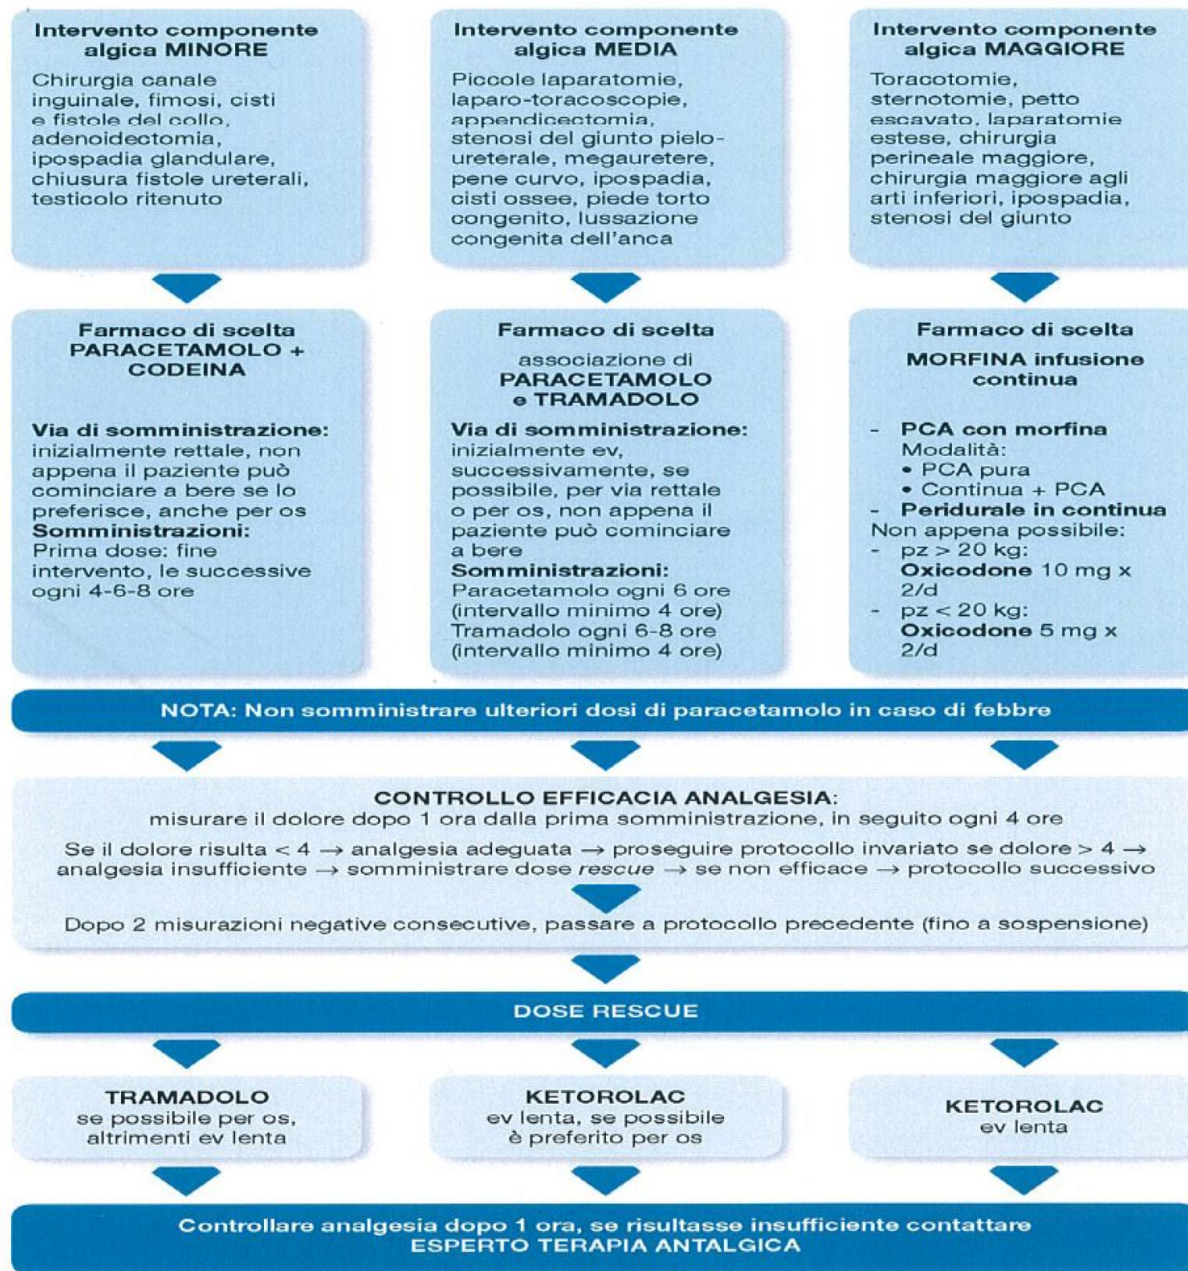 Intervento componente
algica MINORE
Chirurgia canale
inguinale, fimosi, cisti
e fistole del collo,
adenoidectomia,
ipospadia glandulare,
chiusura fistole ureterali,
testicolo ritenuto
Intervento componente
algica MEDIA
Piccole laparatomie,
laparo-toracoscopie,
appendicectomia,
stenosi del giunto pielo-
ureterale, megauretere,
pene curvo, ipospadia,
cisti ossee, piede torto
congenito, lussazione
congenita dell'anca
Intervento componente
algica MAGGIORE
Toracotomie,
sternotomie, petto
escavato, laparatomie
estese, chirurgia
perineale maggiore,
chirurgia maggiore agli
arti inferiori, ipospadia,
stenosi del giunto
Farmaco di scelta
PARACETAMOLO +
CODEINA
Via di somministrazione:
inizialmente rettale, non
appena il paziente può
cominciare a bere se lo
preferisce, anche per os
Somministrazioni:
Prima dose: fine
intervento, le successive
ogni 4-6-8 ore
Farmaco di scelta
associazione di
PARACETAMOLO
e TRAMADOLO
Via di somministrazione:
inizialmente ev,
successivamente, se
possibile, per via rettale
o per os, non appena il
paziente può cominciare
a bere
Somministrazioni:
Paracetamolo ogni 6 ore
(intervallo minimo 4 ore)
Tramadolo ogni 6-8 ore
(intervallo minimo 4 ore)
Farmaco di scelta
MORFINA infusione
continua
- PCA con morfina
Modalità:
• PCA pura
• Continua + PCA
- Peridurale in continua
Non appena possibile:
- pz > 20 kg:
Oxicodone 10 mg x
2/d
- pz < 20 kg:
Oxicodone 5 mg x
2/d
NOTA: Non somministrare ulteriori dosi di paracetamolo in caso di febbre
CONTROLLO EFFICACIA ANALGESIA:
misurare il dolore dopo 1 ora dalla prima somministrazione, in seguito ogni 4 ore
Se il dolore risulta < 4 → analgesia adeguata → proseguire protocollo invariato se dolore > 4 →
analgesia insufficiente → somministrare dose rescue → se non efficace → protocollo successivo
Dopo 2 misurazioni negative consecutive, passare a protocollo precedente (fino a sospensione)
DOSE RESCUE
TRAMADOLO
se possibile per os,
altrimenti ev lenta
KETOROLAC
ev lenta, se possibile
è preferito per os
KETOROLAC
ev lenta
Controllare analgesia dopo 1 ora, se risultasse insufficiente contattare
ESPERTO TERAPIA ANTALGICA